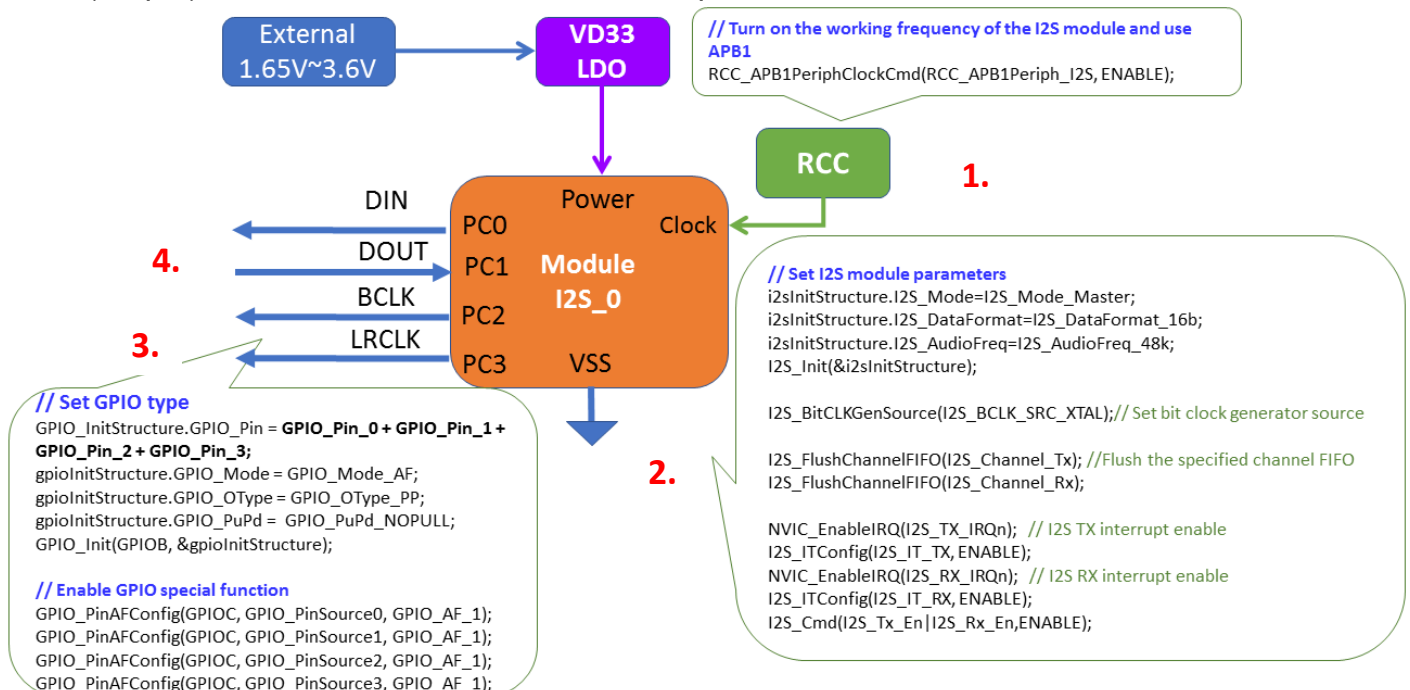 External
1.65V~3.6V
VD33
LDO
// Turn on the working frequency of the I2S module and use
APB1
RCC_APB1PeriphClockCmd(RCC_APB1Periph_I2S, ENABLE);
RCC
1.
Power
Clock
Module
I2S_0
VSS
PC0
PC1
PC2
PC3
DIN
DOUT
BCLK
LRCLK
4.
3.
// Set GPIO type
GPIO_InitStructure.GPIO_Pin = GPIO_Pin_0 + GPIO_Pin_1 +
GPIO_Pin_2 + GPIO_Pin_3;
gpioInitStructure.GPIO_Mode = GPIO_Mode_AF;
gpioInitStructure.GPIO_OType = GPIO_OType_PP;
gpioInitStructure.GPIO_PuPd = GPIO_PuPd_NOPULL;
GPIO_Init(GPIOB, &gpioInitStructure);
// Enable GPIO special function
GPIO_PinAFConfig(GPIOC, GPIO_PinSource0, GPIO_AF_1);
GPIO_PinAFConfig(GPIOC, GPIO_PinSource1, GPIO_AF_1);
GPIO_PinAFConfig(GPIOC, GPIO_PinSource2, GPIO_AF_1);
GPIO_PinAFConfig(GPIOC, GPIO_PinSource3, GPIO_AF_1);
2.
// Set I2S module parameters
i2sInitStructure.I2S_Mode=I2S_Mode_Master;
i2sInitStructure.I2S_DataFormat=I2S_DataFormat_16b;
i2sInitStructure.I2S_AudioFreq=I2S_AudioFreq_48k;
I2S_Init(&i2sInitStructure);
I2S_BitCLKGenSource(I2S_BCLK_SRC_XTAL);// Set bit clock generator source
I2S_FlushChannelFIFO(I2S_Channel_Tx); //Flush the specified channel FIFO
I2S_FlushChannelFIFO(I2S_Channel_Rx);
NVIC_EnableIRQ(I2S_TX_IRQn); // I2S TX interrupt enable
I2S_ITConfig(I2S_IT_TX, ENABLE);
NVIC_EnableIRQ(I2S_RX_IRQn); // I2S RX interrupt enable
I2S_ITConfig(I2S_IT_RX, ENABLE);
I2S_Cmd(I2S_Tx_En|I2S_Rx_En,ENABLE);